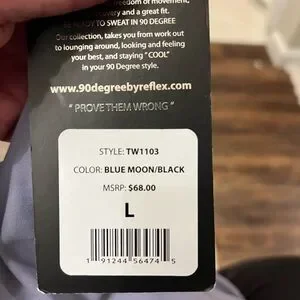 freedom of movement,
and a great fit.
READY TO SWEAT IN 90 DEGREE
Our collection, takes you from work out
to lounging around, looking and feeling
your best, and staying "COOL"
in your 90 Degree style.
www.90degreebyreflex.com
"PROVE THEM WRONG"
STYLE: TW1103
COLOR: BLUE MOON/BLACK
MSRP: $68.00
L
1 91244 56474 5